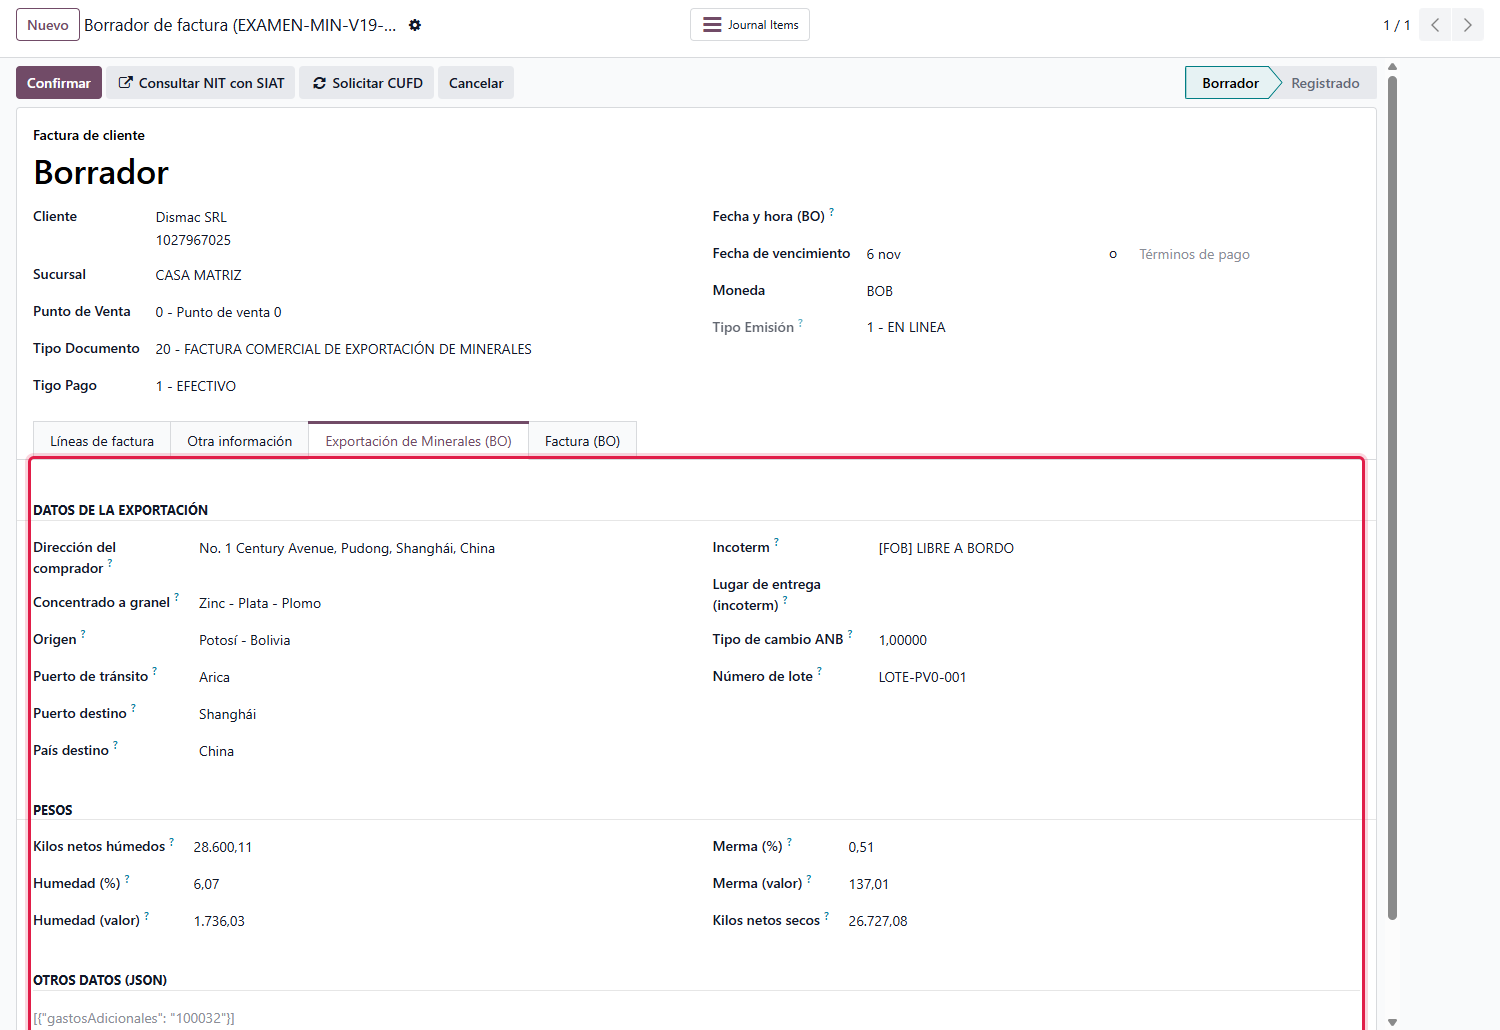 Nuevo Borrador de factura (EXAMEN-MIN-V19-... Journal Items 1 / 1
Confirmar Consultar NIT con SIAT Solicitar CUFD Cancelar Borrador Registrado
Factura de cliente
Borrador
Cliente Dismac SRL Fecha y hora (BO) ?
1027967025
Fecha de vencimiento 6 nov o Términos de pago
Sucursal CASA MATRIZ
Moneda BOB
Punto de Venta 0 - Punto de venta 0
Tipo Emisión ? 1 - EN LINEA
Tipo Documento 20 - FACTURA COMERCIAL DE EXPORTACIÓN DE MINERALES
Tigo Pago 1 - EFECTIVO
Líneas de factura Otra información Exportación de Minerales (BO) Factura (BO)
DATOS DE LA EXPORTACIÓN
Dirección del No. 1 Century Avenue, Pudong, Shanghái, China Incoterm ? [FOB] LIBRE A BORDO
comprador ?
Lugar de entrega
Concentrado a granel ? Zinc - Plata - Plomo (incoterm) ?
Origen ? Potosí - Bolivia Tipo de cambio ANB ? 1,00000
Puerto de tránsito ? Arica Número de lote ? LOTE-PV0-001
Puerto destino ? Shanghái
País destino ? China
PESOS
Kilos netos húmedos ? 28.600,11 Merma (%) ? 0,51
Humedad (%) ? 6,07 Merma (valor) ? 137,01
Humedad (valor) ? 1.736,03 Kilos netos secos ? 26.727,08
OTROS DATOS (JSON)
[{"gastosAdicionales": "100032"}]